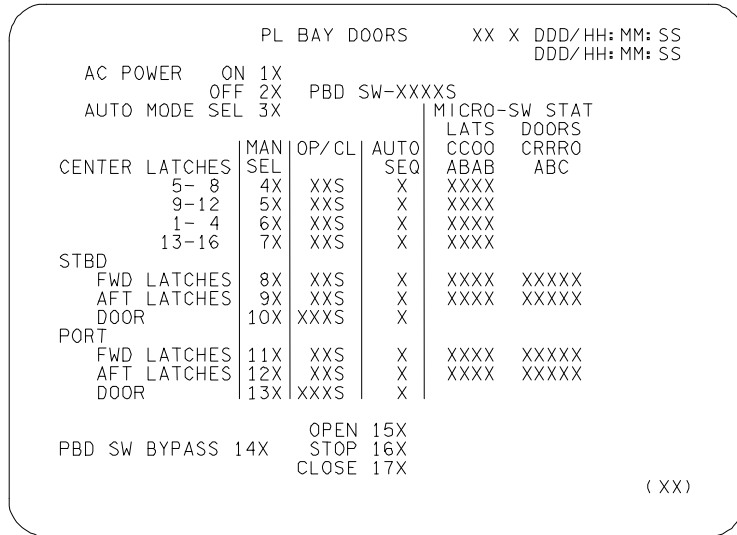 PL BAY DOORS XX X DDD/HH:MM:SS
DDD/HH:MM:SS
AC POWER ON 1X
OFF 2X PBD SW-XXXXS
AUTO MODE SEL 3X MICRO-SW STAT
LATS DOORS
MAN OP/CL AUTO CCOO CRRRO
CENTER LATCHES SEL SEQ ABAB ABC
5- 8 4X XXS X XXXX
9-12 5X XXS X XXXX
1- 4 6X XXS X XXXX
13-16 7X XXS X XXXX
STBD
FWD LATCHES 8X XXS X XXXX XXXXX
AFT LATCHES 9X XXS X XXXX XXXXX
DOOR 10X XXXS X
PORT
FWD LATCHES 11X XXS X XXXX XXXXX
AFT LATCHES 12X XXS X XXXX XXXXX
DOOR 13X XXXS X
OPEN 15X
PBD SW BYPASS 14X STOP 16X
CLOSE 17X
(XX)